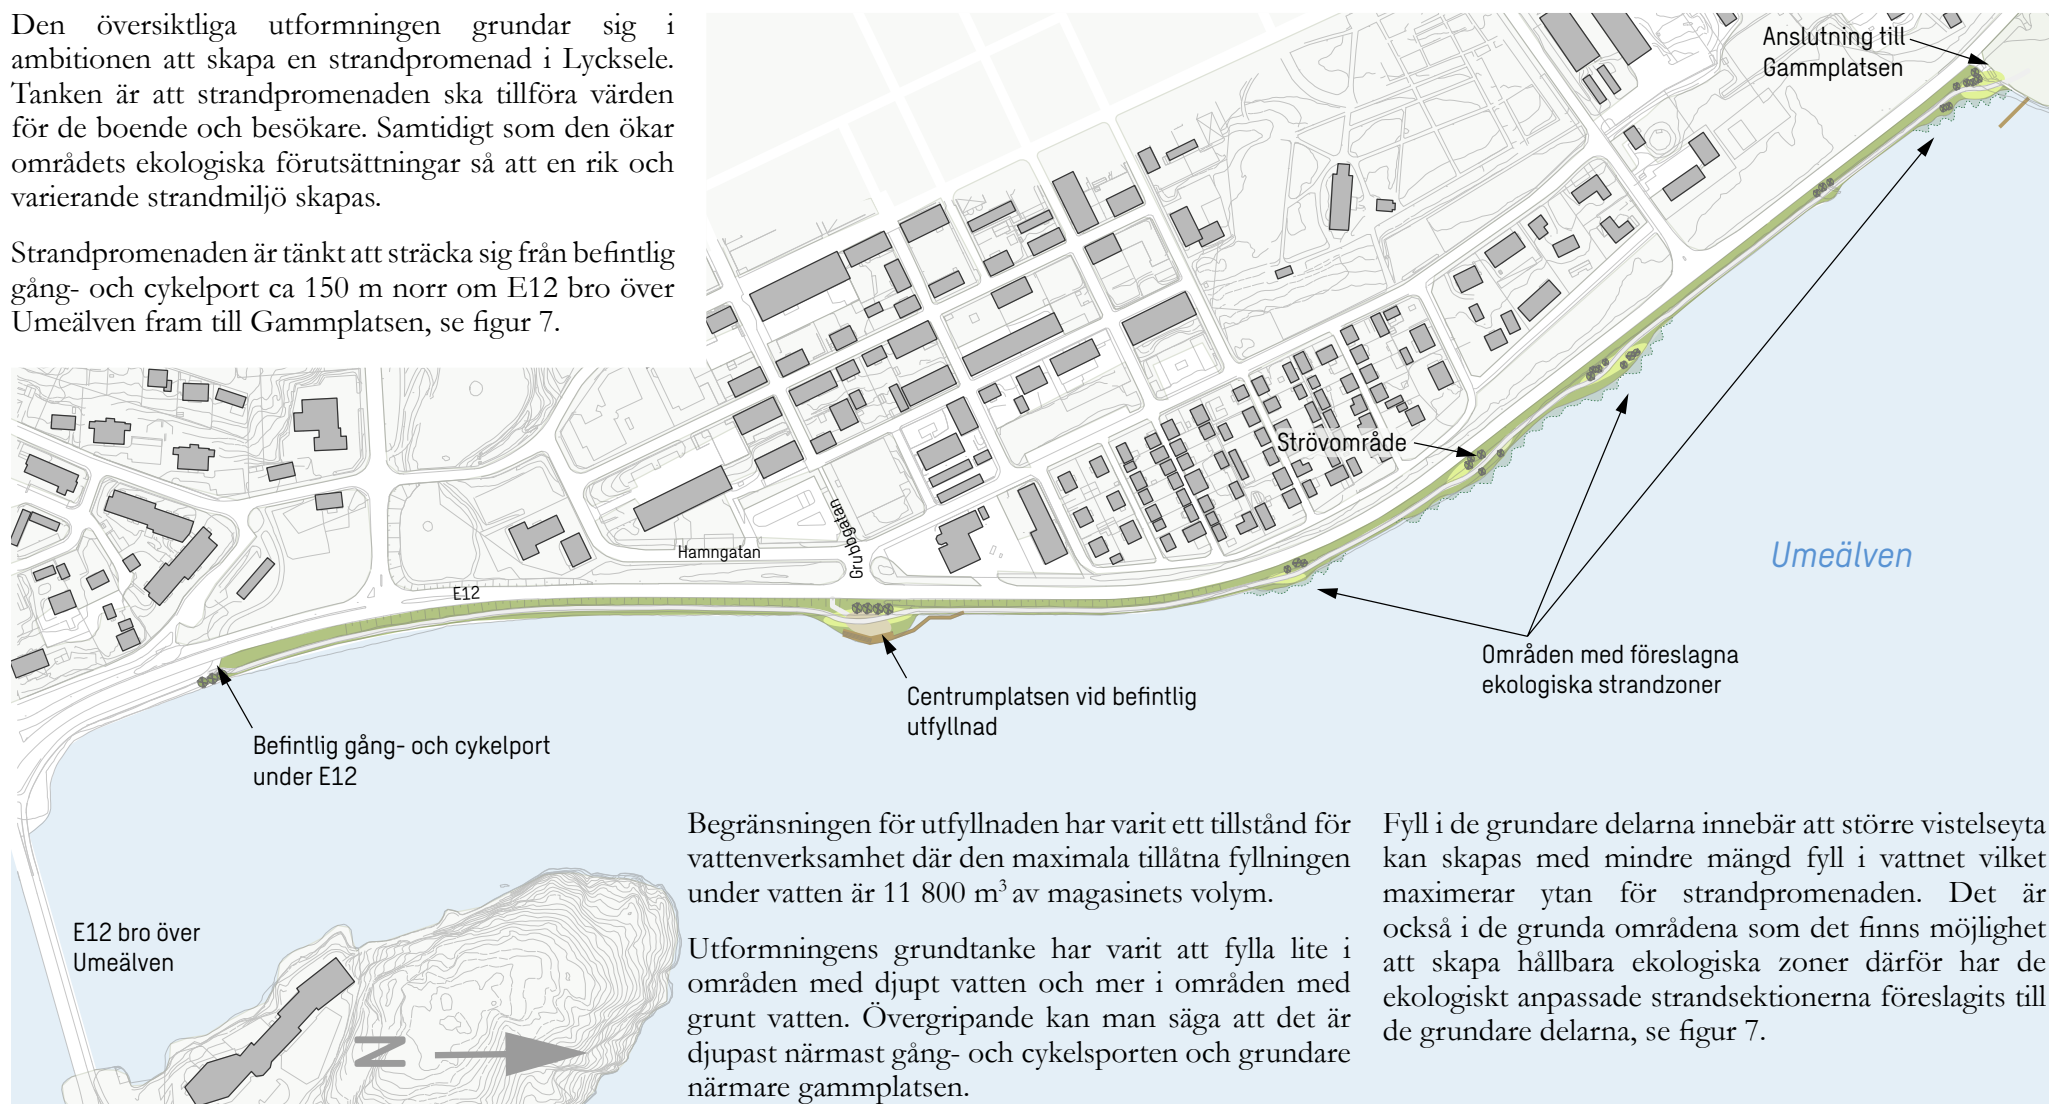 Den översiktliga utformningen grundar sig i
ambitionen att skapa en strandpromenad i Lycksele.
Tanken är att strandpromenaden ska tillföra värden
för de boende och besökare. Samtidigt som den ökar
områdets ekologiska förutsättningar så att en rik och
varierande strandmiljö skapas.
Strandpromenaden är tänkt att sträcka sig från befintlig
gång- och cykelport ca 150 m norr om E12 bro över
Umeälven fram till Gammplatsen, se figur 7.
Anslutning till
Gammplatsen
Strövområde
Grubbgatan
Hamngatan
E12
Umeälven
Områden med föreslagna
ekologiska strandzoner
Centrumplatsen vid befintlig
utfyllnad
Befintlig gång- och cykelport
under E12
E12 bro över
Umeälven
N
Begränsningen för utfyllnaden har varit ett tillstånd för
vattenverksamhet där den maximala tillåtna fyllningen
under vatten är 11 800 m³ av magasinets volym.
Utformningens grundtanke har varit att fylla lite i
områden med djupt vatten och mer i områden med
grunt vatten. Övergripande kan man säga att det är
djupast närmast gång- och cykelsporten och grundare
närmare gammplatsen.
Fyll i de grundare delarna innebär att större vistelseyta
kan skapas med mindre mängd fyll i vattnet vilket
maximerar ytan för strandpromenaden. Det är
också i de grunda områdena som det finns möjlighet
att skapa hållbara ekologiska zoner därför har de
ekologiskt anpassade strandsektionerna föreslagits till
de grundare delarna, se figur 7.